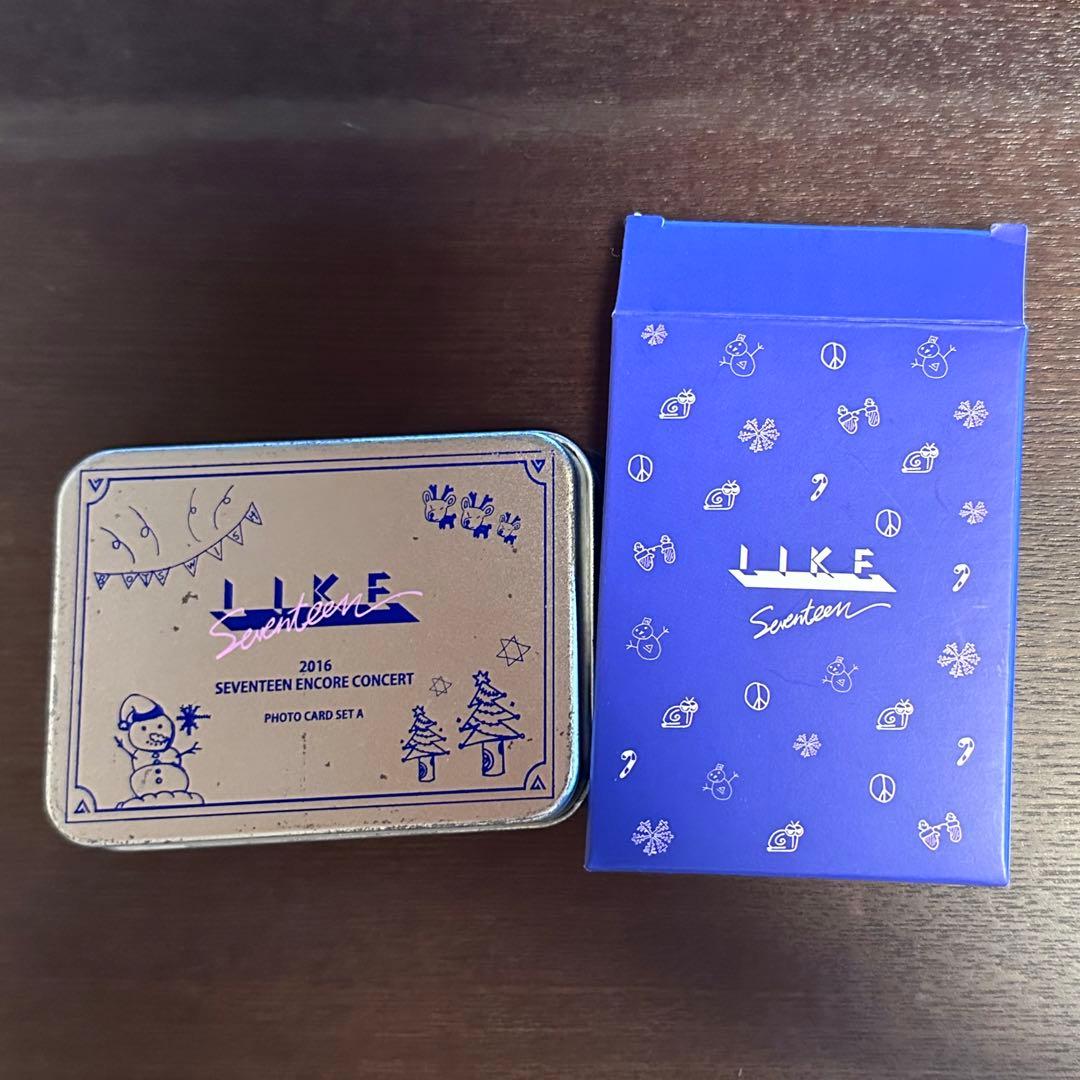 LIKE
Seventeen
2016
SEVENTEEN ENCORE CONCERT
PHOTO CARD SET A
LIKE
Seventeen